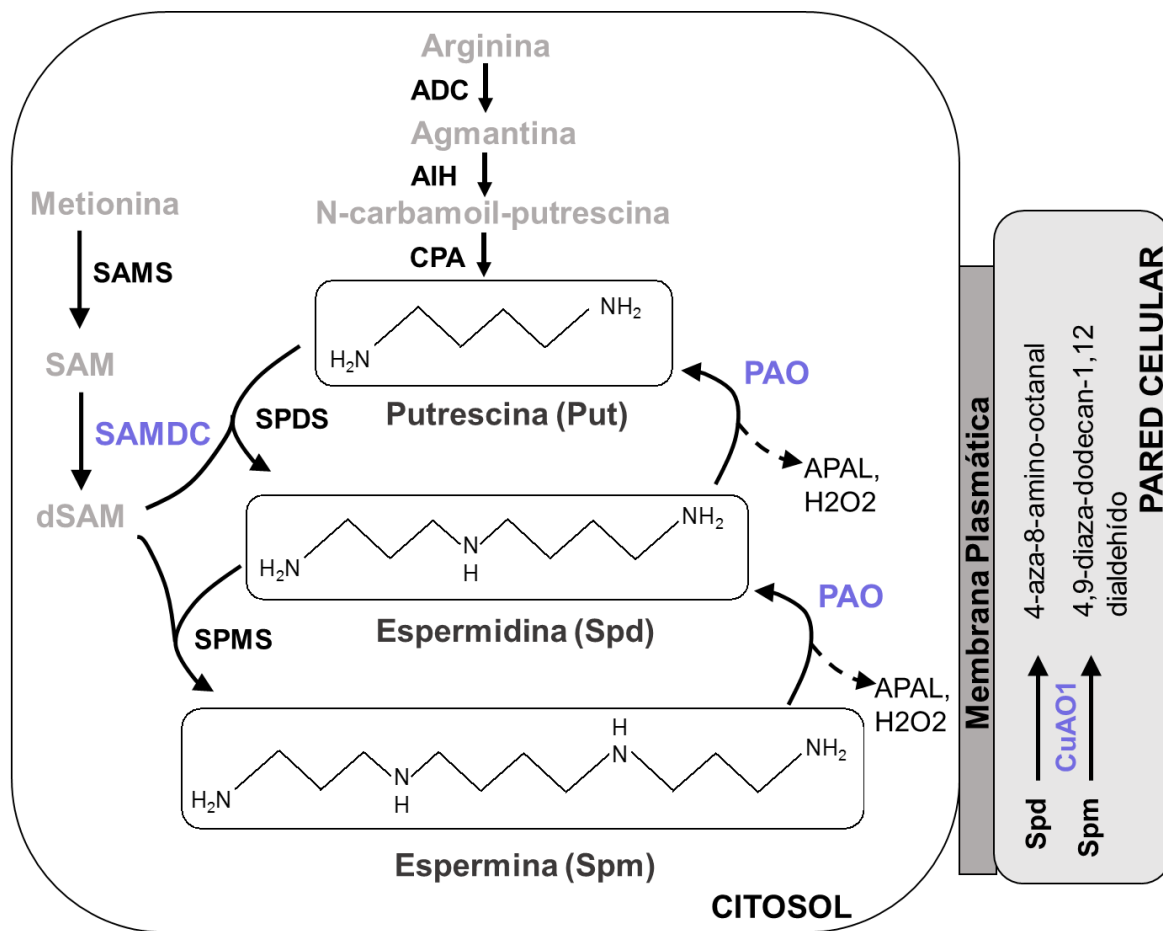 Arginina
ADC
Agmantina
AIH
N-carbamoil-putrescina
CPA
Metionina
SAMS
SAM
SAMDC
dSAM
NH2
H2N
Putrescina (Put)
SPDS
PAO
APAL,
H2O2
NH2
H2N
N
H
Espermidina (Spd)
SPMS
PAO
APAL,
H2O2
H
N
NH2
H2N
N
H
Espermina (Spm)
CITOSOL
Membrana Plasmática
Spd
4-aza-8-amino-octanal
CuAO1
Spm
4,9-diaza-dodecan-1,12
dialdehído
PARED CELULAR